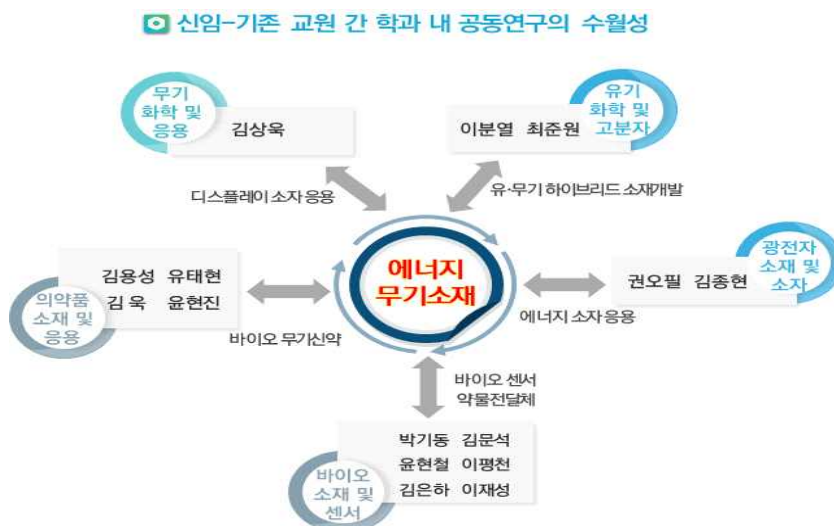 신임-기존 교원 간 학과 내 공동연구의 수월성
무기
화학 및
응용
김상욱
이분열 최준원
유기
화학 및
고분자
디스플레이 소자 응용
유·무기 하이브리드 소재개발
에너지
무기소재
김용성 유태현
김 욱 윤현진
의약품
소재 및
응용
바이오 무기신약
권오필 김종현
광전자
소재 및
소자
에너지 소자 응용
바이오 센서
약물전달체
박기동 김문석
윤현철 이평천
김은하 이재성
바이오
소재 및
센서